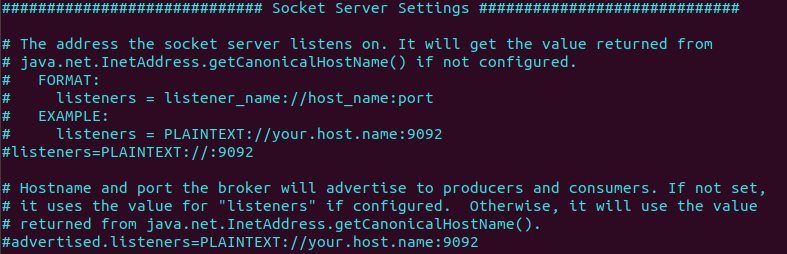 ############################# Socket Server Settings #############################
# The address the socket server listens on. It will get the value returned from
# java.net.InetAddress.getCanonicalHostName() if not configured.
#   FORMAT:
#     listeners = listener_name://host_name:port
#   EXAMPLE:
#     listeners = PLAINTEXT://your.host.name:9092
#listeners=PLAINTEXT://:9092
# Hostname and port the broker will advertise to producers and consumers. If not set,
# it uses the value for "listeners" if configured.  Otherwise, it will use the value
# returned from java.net.InetAddress.getCanonicalHostName().
#advertised.listeners=PLAINTEXT://your.host.name:9092